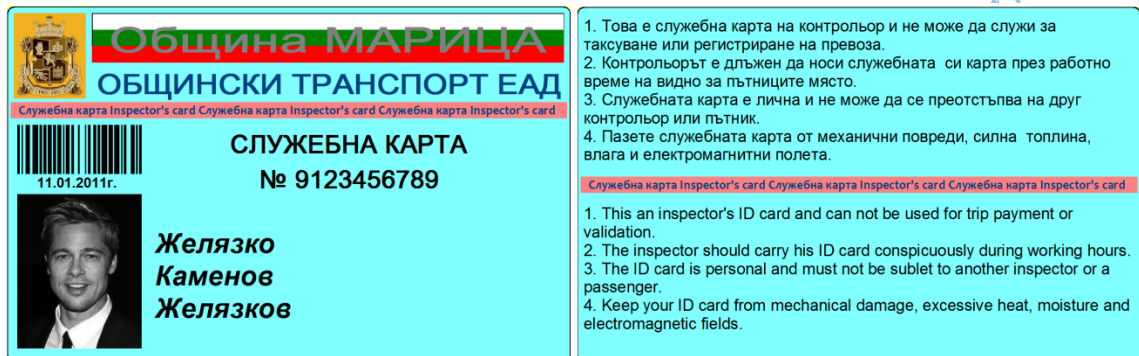 Община МАРИЦА
ОБЩИНСКИ ТРАНСПОРТ ЕАД
Служебна карта Inspector's card Служебна карта Inspector's card Служебна карта Inspector's card
11.01.2011г.
СЛУЖЕБНА КАРТА
№ 9123456789
Желязко
Каменов
Желязков
1. Това е служебна карта на контрольор и не може да служи за
таксуване или регистриране на превоза.
2. Контрольорът е длъжен да носи служебната си карта през работно
време на видно за пътниците място.
3. Служебната карта е лична и не може да се преотстъпва на друг
контрольор или пътник.
4. Пазете служебната карта от механични повреди, силна топлина,
влага и електромагнитни полета.
Служебна карта Inspector's card Служебна карта Inspector's card Служебна карта Inspector's card
1. This an inspector's ID card and can not be used for trip payment or
validation.
2. The inspector should carry his ID card conspicuously during working hours.
3. The ID card is personal and must not be sublet to another inspector or a
passenger.
4. Keep your ID card from mechanical damage, excessive heat, moisture and
electromagnetic fields.